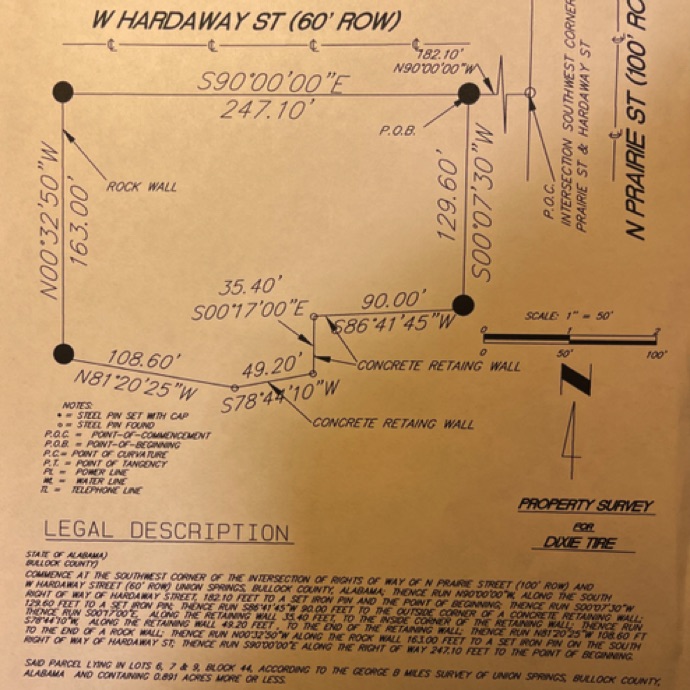 W HARDAWAY ST (60' ROW)
182.10'
N90°00'00"W
S90°00'00"E
247.10'
P.O.B.
P.O.C.
INTERSECTION SOUTHWEST CORNER
PRAIRIE ST & HARDAWAY ST
N PRAIRIE ST (100' RO
ROCK WALL
N00°32'50"W
163.00'
129.60'
S00°07'30"W
35.40'
S00°17'00"E
90.00'
S86°41'45"W
SCALE: 1" = 50'
0 1 2
0 50' 100'
108.60'
N81°20'25"W
49.20'
S78°44'10"W
CONCRETE RETAING WALL
CONCRETE RETAING WALL
NOTES:
• = STEEL PIN SET WITH CAP
o = STEEL PIN FOUND
P.O.C. = POINT-OF-COMMENCEMENT
P.O.B. = POINT-OF-BEGINNING
P.C.= POINT OF CURVATURE
P.T. = POINT OF TANGENCY
PL = POWER LINE
WL = WATER LINE
TL = TELEPHONE LINE
PROPERTY SURVEY
FOR
DIXIE TIRE
LEGAL DESCRIPTION
STATE OF ALABAMA)
BULLOCK COUNTY)
COMMENCE AT THE SOUTHWEST CORNER OF THE INTERSECTION OF RIGHTS OF WAY OF N PRAIRIE STREET (100' ROW) AND
W HARDAWAY STREET (60' ROW) UNION SPRINGS, BULLOCK COUNTY, ALABAMA; THENCE RUN N90°00'00"W, ALONG THE SOUTH
RIGHT OF WAY OF HARDAWAY STREET, 182.10 FEET TO A SET IRON PIN AND THE POINT OF BEGINNING; THENCE RUN S00°07'30"W
129.60 FEET TO A SET IRON PIN; THENCE RUN S86°41'45"W 90.00 FEET TO THE OUTSIDE CORNER OF A CONCRETE RETAINING WALL;
THENCE RUN S00°17'00"E, ALONG THE RETAINING WALL 35.40 FEET, TO THE INSIDE CORNER OF THE RETAINING WALL; THENCE RUN
S78°44'10"W, ALONG THE RETAINING WALL 49.20 FEET , TO THE END OF THE RETAINING WALL; THENCE RUN N81°20'25"W 108.60 FT
TO THE END OF A ROCK WALL; THENCE RUN N00°32'50"W ALONG THE ROCK WALL 163.00 FEET TO A SET IRON PIN ON THE SOUTH
RIGHT OF WAY OF HARDAWAY ST; THENCE RUN S90°00'00"E ALONG THE RIGHT OF WAY 247.10 FEET TO THE POINT OF BEGINNING.
SAID PARCEL LYING IN LOTS 6, 7 & 9, BLOCK 44, ACCORDING TO THE GEORGE B MILES SURVEY OF UNION SPRINGS, BULLOCK COUNTY,
ALABAMA AND CONTAINING 0.891 ACRES MORE OR LESS.